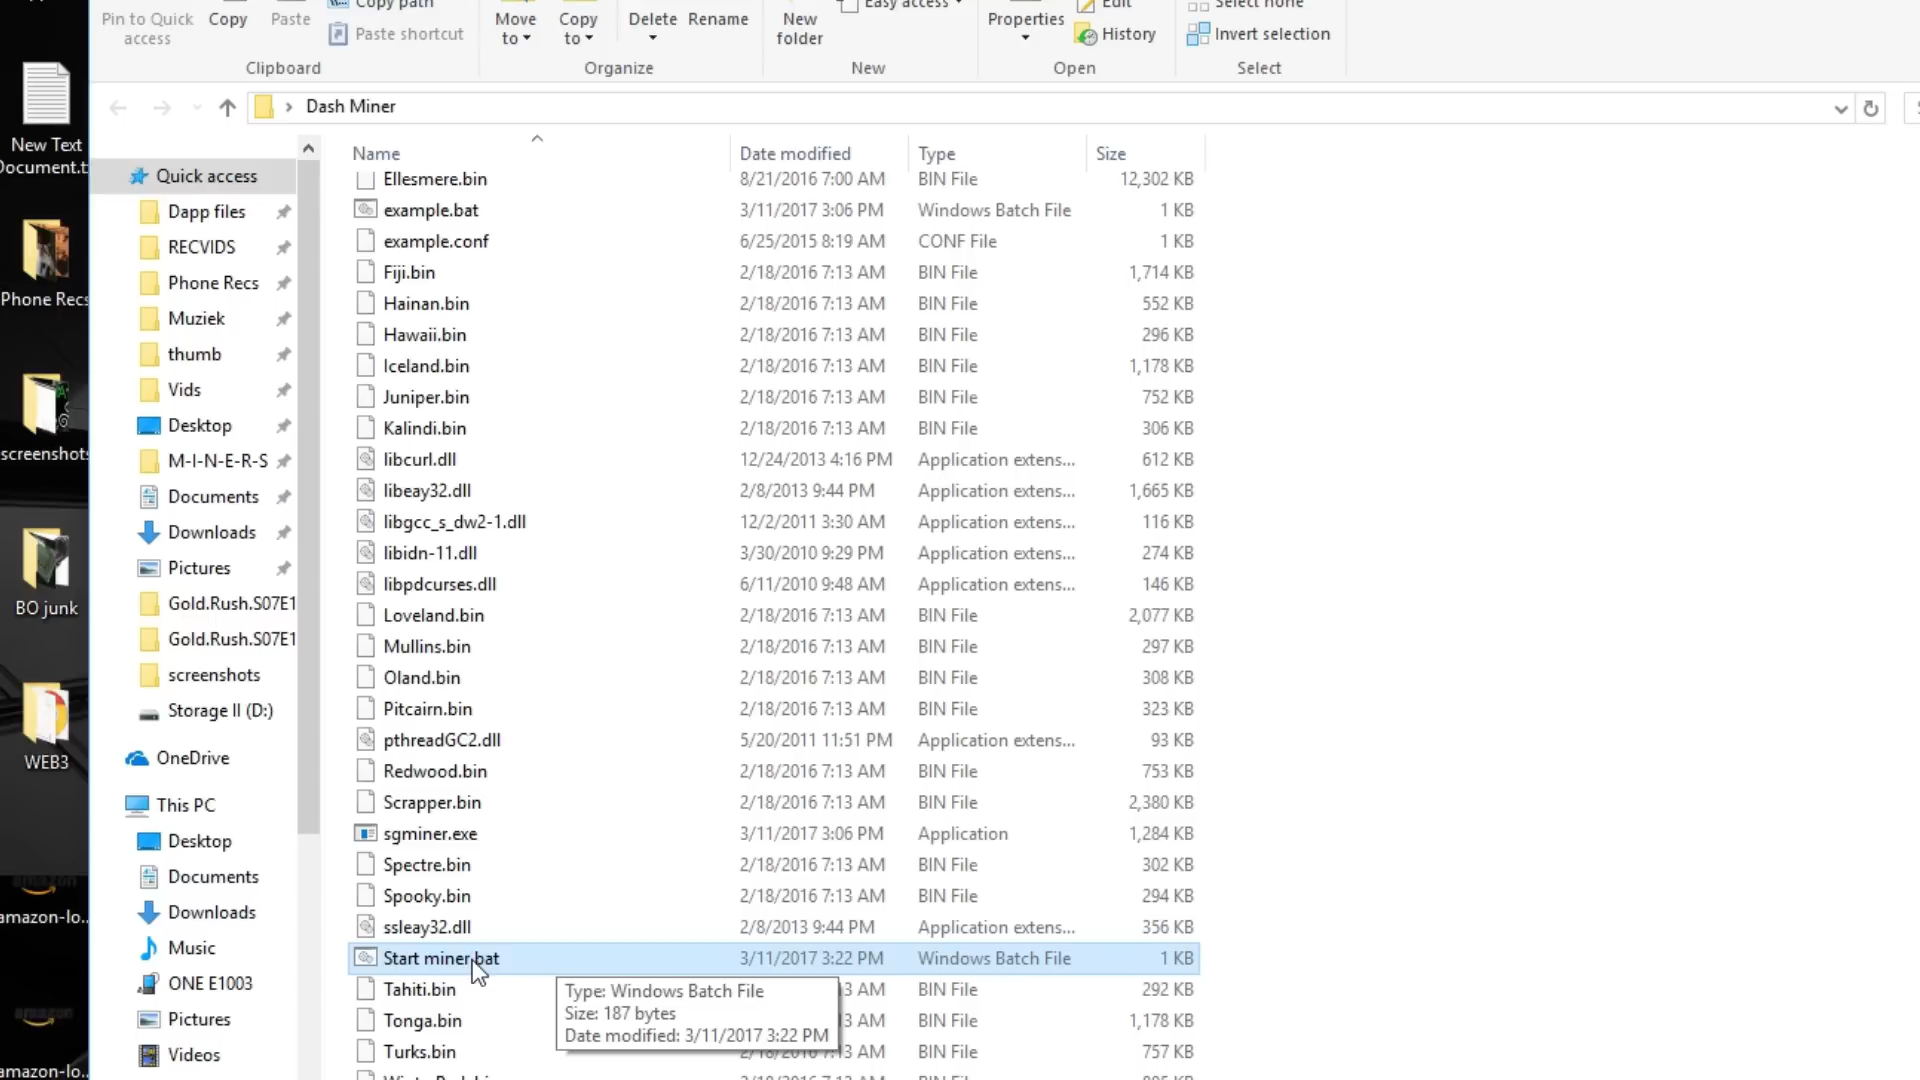 Copy path
Easy access
Edit
Select none
Pin to Quick access
Copy
Paste
Paste shortcut
Move to
Copy to
Delete
Rename
New folder
Properties
History
Invert selection
Clipboard
Organize
New
Open
Select
Dash Miner
New Text
Document.t
Phone Recs
screenshots
BO junk
WEB3
amazon-lo...
amazon-lo...
Quick access
Dapp files
RECVIDS
Phone Recs
Muziek
thumb
Vids
Desktop
M-I-N-E-R-S
Documents
Downloads
Pictures
Gold.Rush.S07E1
Gold.Rush.S07E1
screenshots
Storage II (D:)
OneDrive
This PC
Desktop
Documents
Downloads
Music
ONE E1003
Pictures
Videos
Name Date modified Type Size
Ellesmere.bin 8/21/2016 7:00 AM BIN File 12,302 KB
example.bat 3/11/2017 3:06 PM Windows Batch File 1 KB
example.conf 6/25/2015 8:19 AM CONF File 1 KB
Fiji.bin 2/18/2016 7:13 AM BIN File 1,714 KB
Hainan.bin 2/18/2016 7:13 AM BIN File 552 KB
Hawaii.bin 2/18/2016 7:13 AM BIN File 296 KB
Iceland.bin 2/18/2016 7:13 AM BIN File 1,178 KB
Juniper.bin 2/18/2016 7:13 AM BIN File 752 KB
Kalindi.bin 2/18/2016 7:13 AM BIN File 306 KB
libcurl.dll 12/24/2013 4:16 PM Application extens... 612 KB
libeay32.dll 2/8/2013 9:44 PM Application extens... 1,665 KB
libgcc_s_dw2-1.dll 12/2/2011 3:30 AM Application extens... 116 KB
libidn-11.dll 3/30/2010 9:29 PM Application extens... 274 KB
libpdcurses.dll 6/11/2010 9:48 AM Application extens... 146 KB
Loveland.bin 2/18/2016 7:13 AM BIN File 2,077 KB
Mullins.bin 2/18/2016 7:13 AM BIN File 297 KB
Oland.bin 2/18/2016 7:13 AM BIN File 308 KB
Pitcairn.bin 2/18/2016 7:13 AM BIN File 323 KB
pthreadGC2.dll 5/20/2011 11:51 PM Application extens... 93 KB
Redwood.bin 2/18/2016 7:13 AM BIN File 753 KB
Scrapper.bin 2/18/2016 7:13 AM BIN File 2,380 KB
sgminer.exe 3/11/2017 3:06 PM Application 1,284 KB
Spectre.bin 2/18/2016 7:13 AM BIN File 302 KB
Spooky.bin 2/18/2016 7:13 AM BIN File 294 KB
ssleay32.dll 2/8/2013 9:44 PM Application extens... 356 KB
Start miner.bat 3/11/2017 3:22 PM Windows Batch File 1 KB
Tahiti.bin 13 AM BIN File 292 KB
Tonga.bin 13 AM BIN File 1,178 KB
Turks.bin 2/18/2016 7:13 AM BIN File 757 KB
Type: Windows Batch File
Size: 187 bytes
Date modified: 3/11/2017 3:22 PM